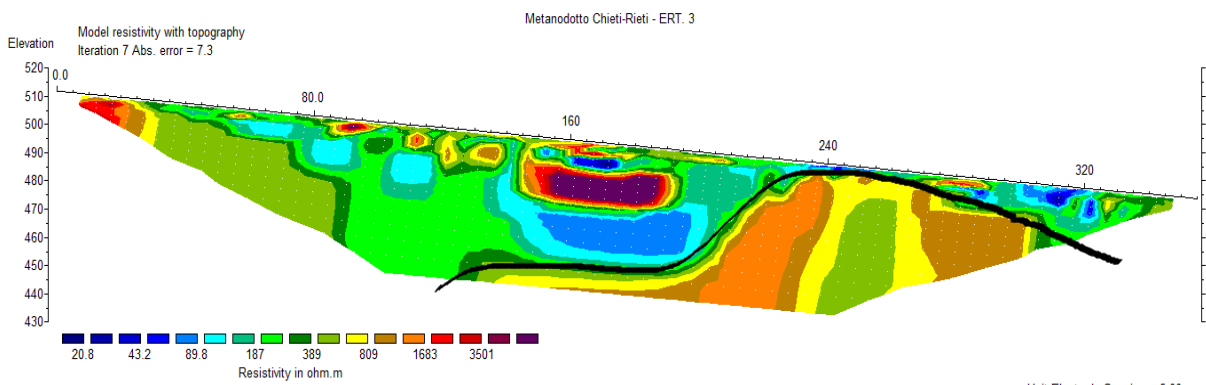 Metanodotto Chieti-Rieti - ERT. 3
Model resistivity with topography
Elevation
Iteration 7 Abs. error = 7.3
520
0.0
510
80.0
500
160
490
240
480
320
470
460
450
440
430
20.8 43.2 89.8 187 389 809 1683 3501
Resistivity in ohm.m